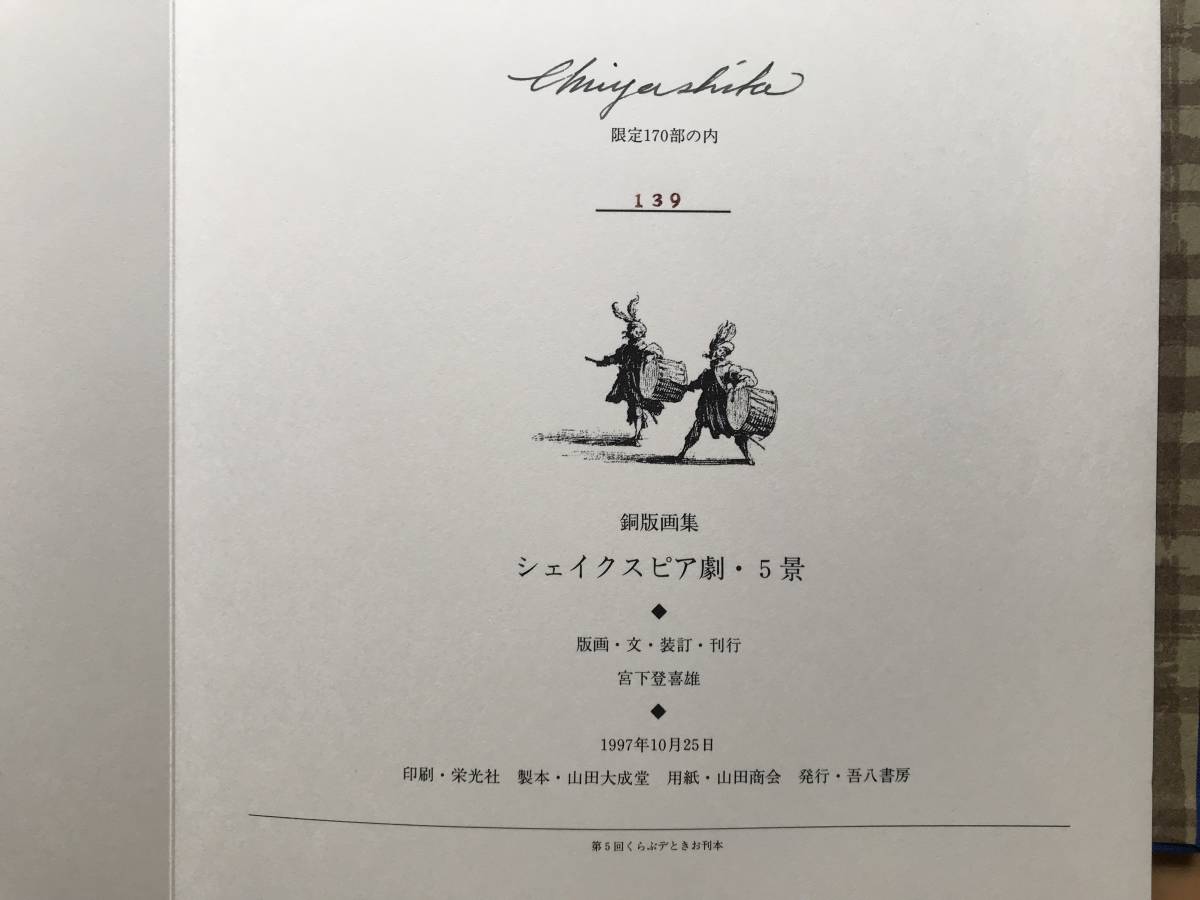 Miyashita
限定170部の内
139
銅版画集
シェイクスピア劇・5景
◆
版画・文・装訂・刊行
宮下登喜雄
◆
1997年10月25日
印刷・栄光社 製本・山田大成堂 用紙・山田商会 発行・吾八書房
第5回くらぶデときお刊本